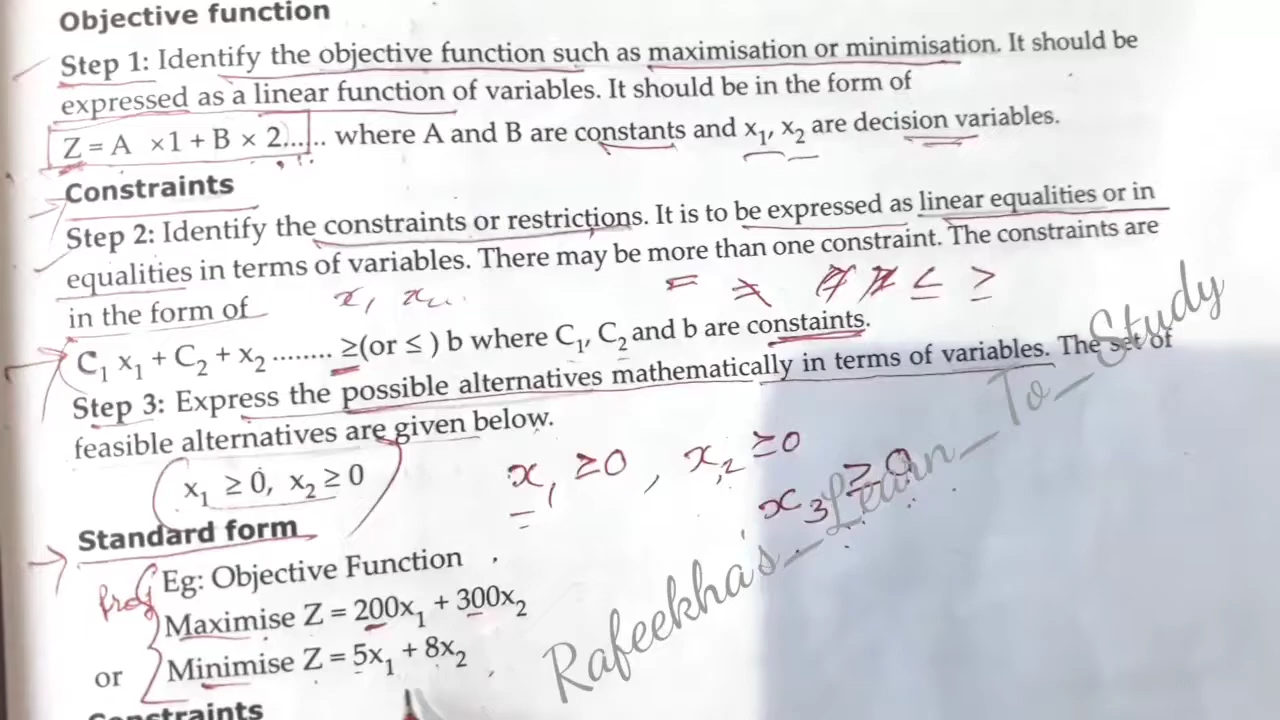 Objective function
Step 1: Identify the objective function such as maximisation or minimisation. It should be
expressed as a linear function of variables. It should be in the form of
Z = A ×1 + B × 2...... where A and B are constants and x₁, x₂ are decision variables.
Constraints
Step 2: Identify the constraints or restrictions. It is to be expressed as linear equalities or in
equalities in terms of variables. There may be more than one constraint. The constraints are
in the form of
= ≠ ≤ ≥
C₁ x₁ + C₂ + x₂ ........ ≥(or ≤ ) b where C₁, C₂ and b are constaints.
Step 3: Express the possible alternatives mathematically in terms of variables. The set of
feasible alternatives are given below.
x₁ ≥ 0, x₂ ≥ 0
x₁ ≥0, x₂ ≥0
x₃ ≥ 0
Standard form
Eg: Objective Function
Maximise Z = 200x₁ + 300x₂
or Minimise Z = 5x₁ + 8x₂
Constraints
Rafeekha's_Learn_To_Study